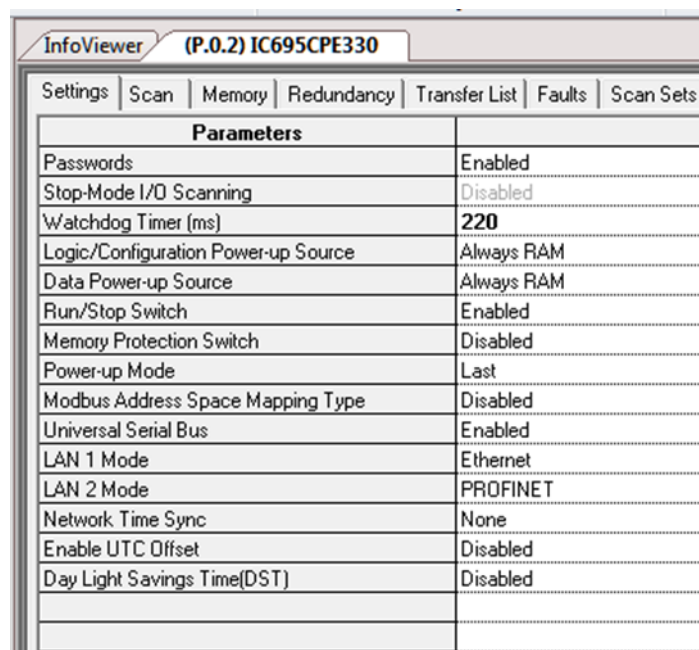 InfoViewer (P.0.2) IC695CPE330
Settings Scan Memory Redundancy Transfer List Faults Scan Sets
Parameters
Passwords Enabled
Stop-Mode I/O Scanning Disabled
Watchdog Timer (ms) 220
Logic/Configuration Power-up Source Always RAM
Data Power-up Source Always RAM
Run/Stop Switch Enabled
Memory Protection Switch Disabled
Power-up Mode Last
Modbus Address Space Mapping Type Disabled
Universal Serial Bus Enabled
LAN 1 Mode Ethernet
LAN 2 Mode PROFINET
Network Time Sync None
Enable UTC Offset Disabled
Day Light Savings Time(DST) Disabled